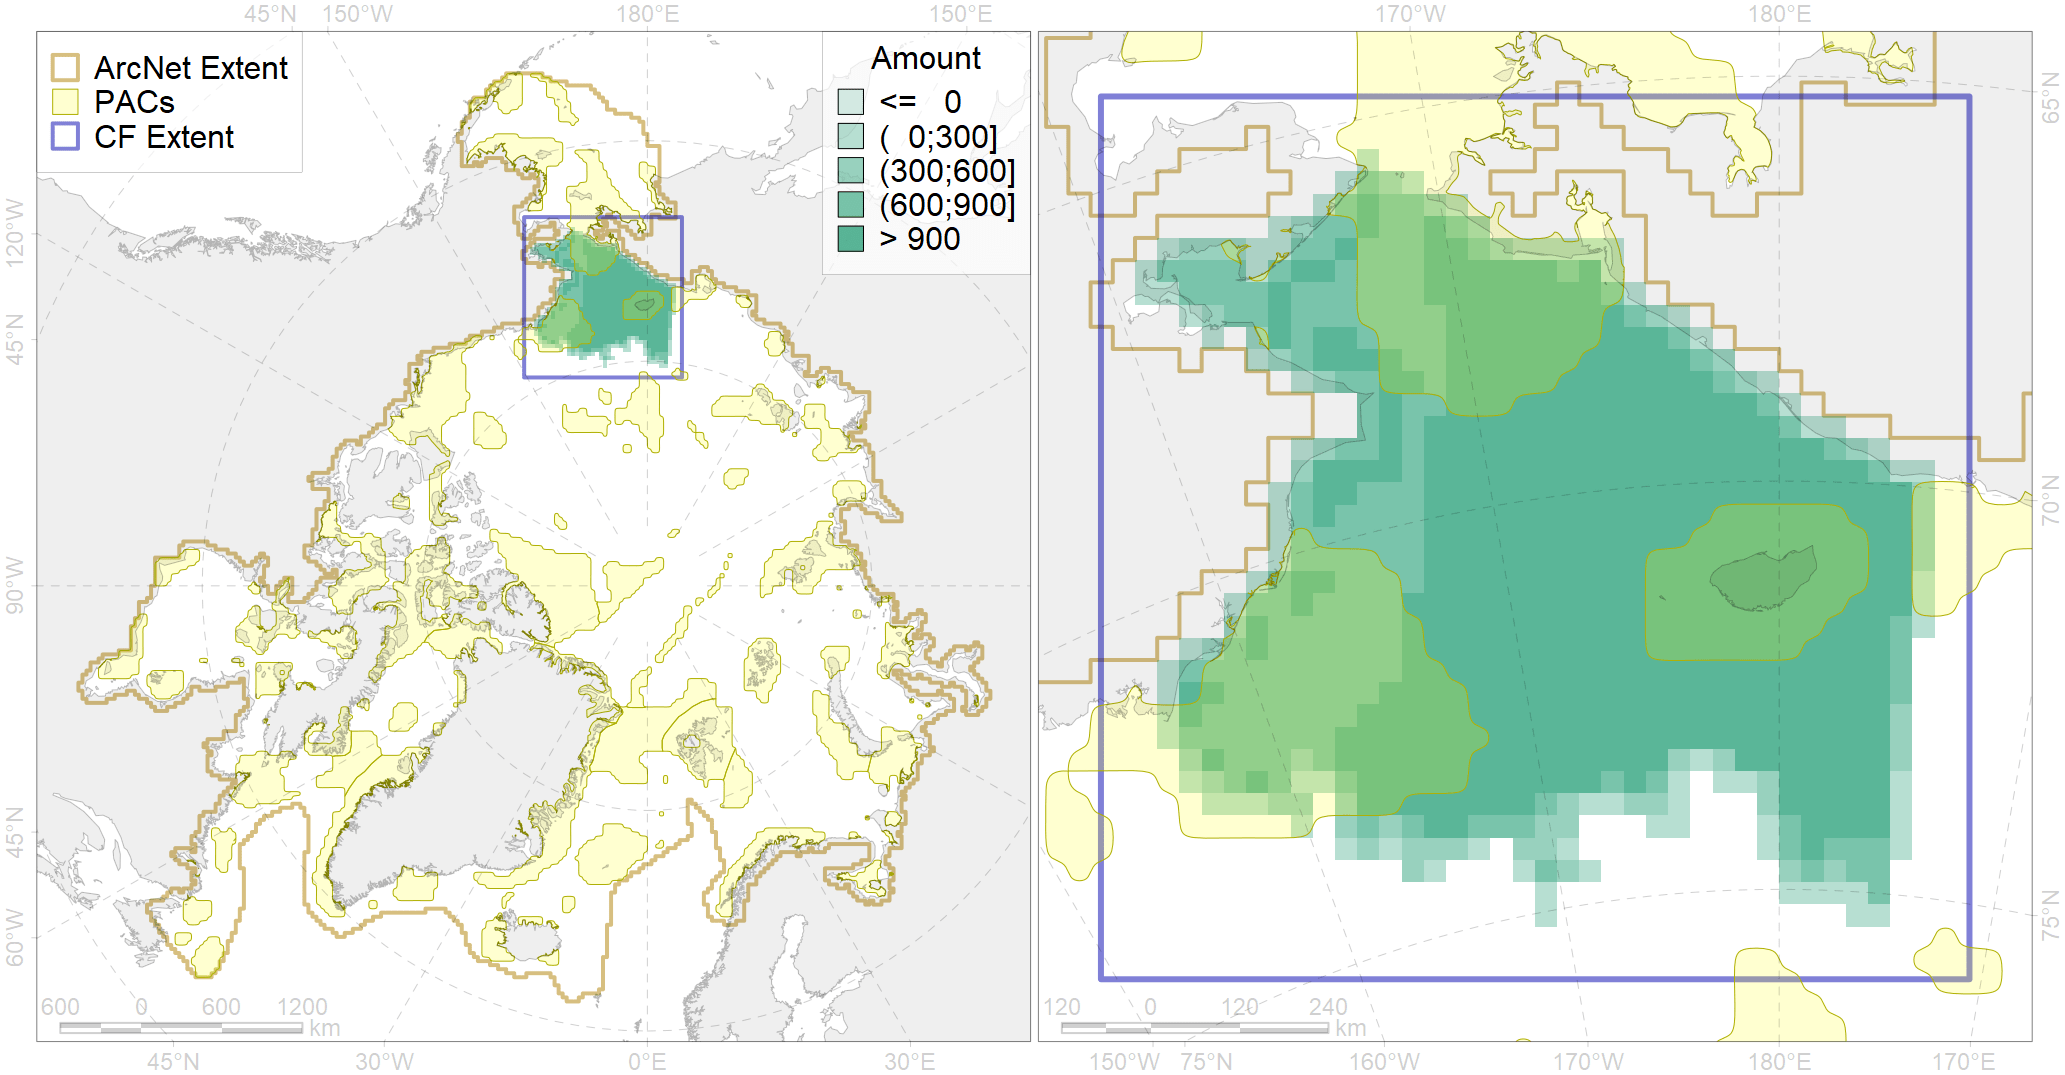 45°N 150°W 180°E 150°E 170°W 180°E
ArcNet Extent
PACs
CF Extent
Amount
<= 0
( 0;300]
(300;600]
(600;900]
> 900
120°W
45°N
90°W
45°N
60°W
65°N
70°N
75°N
600 0 600 1200
km
120 0 120 240
km
45°N 30°W 0°E 30°E 150°W 75°N 160°W 170°W 180°E 170°E